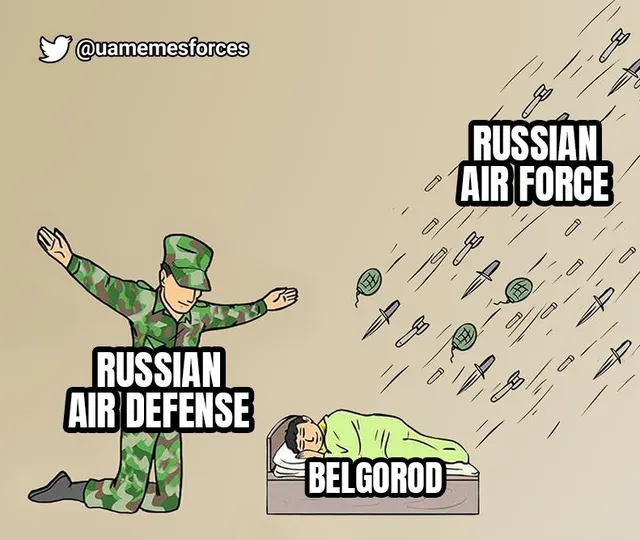 @uamemesforces
RUSSIAN
AIR FORCE
RUSSIAN
AIR DEFENSE
BELGOROD